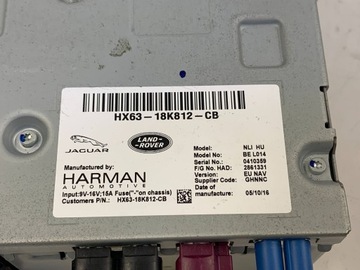 HX63-18K812-CB
JAGUAR
LAND-
ROVER
Manufactured by:
HARMAN
AUTOMOTIVE
Input:9V-16V;15A Fuse("-"on chassis)
Customers P/N.: HX63-18K812-CB
Model: NLI HU
Model No: BE L014
Serial No.: 0410359
F/G No. HAD: 2861331
Version: EU NAV
Supplier Code: GHNNC
Date of
manufacture: 05/10/16